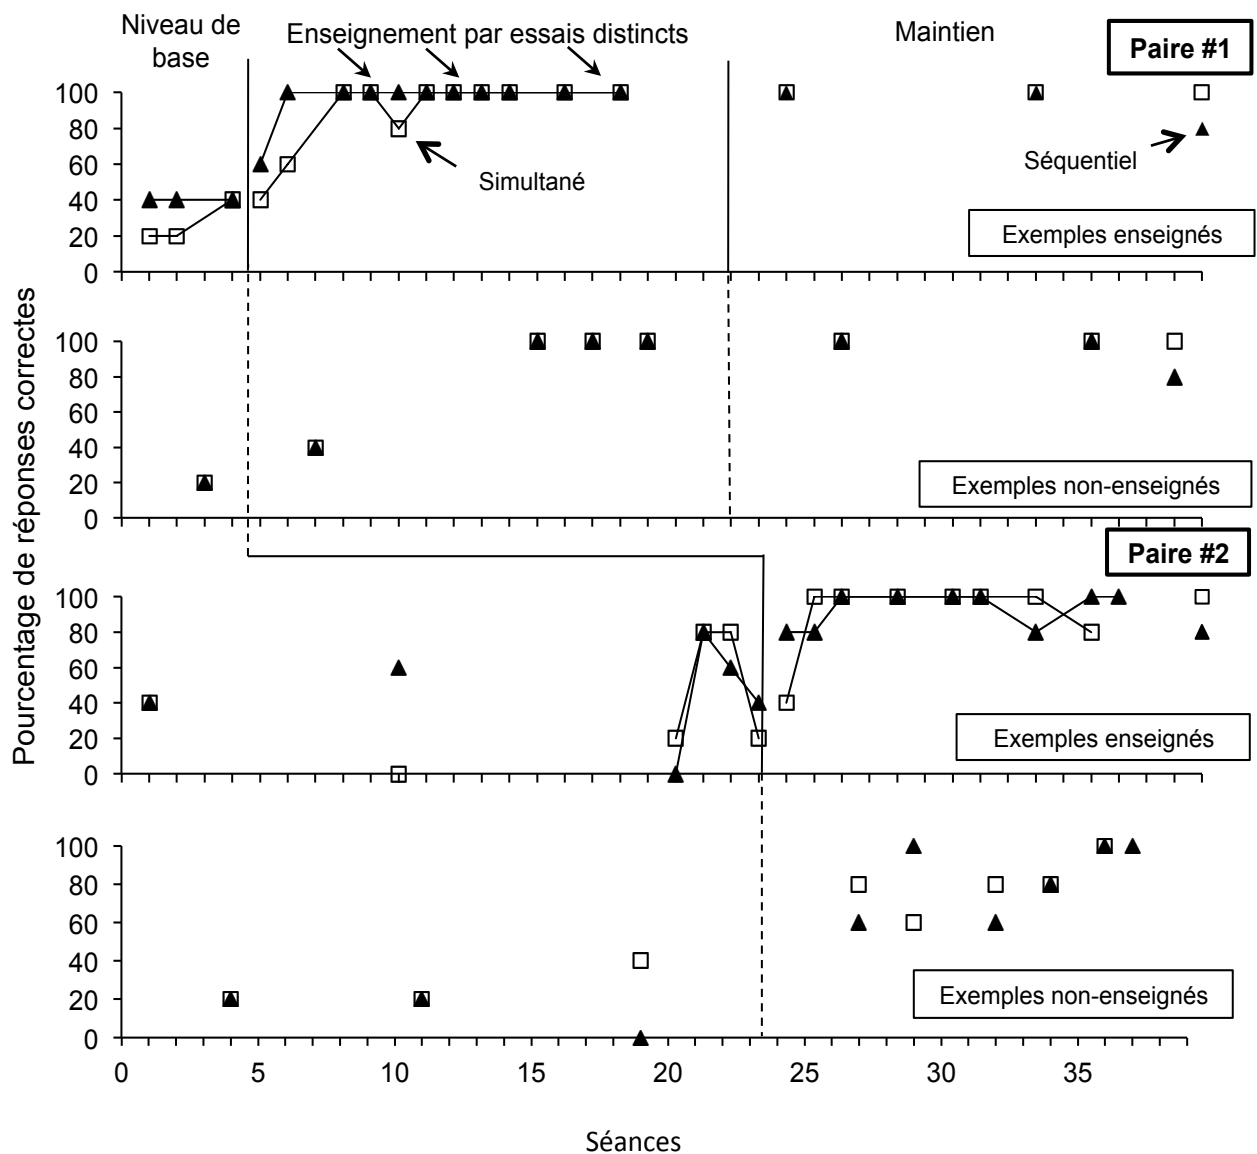 Niveau de
base
Enseignement par essais distincts
Maintien
Paire #1
100
80
60
40
20
0
Simultané
Séquentiel
Exemples enseignés
Pourcentage de réponses correctes
100
80
60
40
20
0
Exemples non-enseignés
Paire #2
100
80
60
40
20
0
Exemples enseignés
100
80
60
40
20
0
Exemples non-enseignés
0 5 10 15 20 25 30 35
Séances